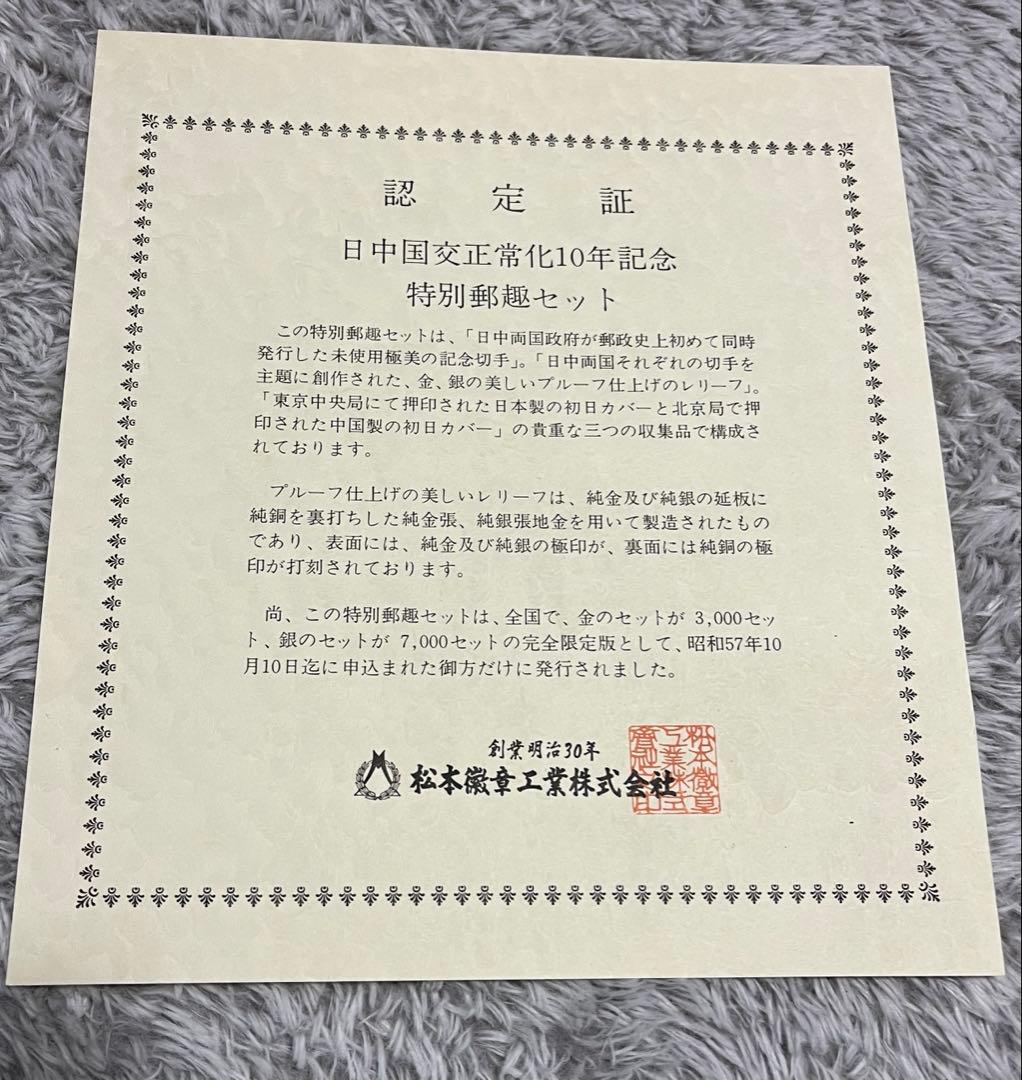 認定証
日中国交正常化10年記念
特別郵趣セット
この特別郵趣セットは、「日中両国政府が郵政史上初めて同時
発行した未使用極美の記念切手」。「日中両国それぞれの切手を
主題に創作された、金、銀の美しいプルーフ仕上げのレリーフ」。
「東京中央局にて押印された日本製の初日カバーと北京局で押
印された中国製の初日カバー」の貴重な三つの収集品で構成さ
れております。
プルーフ仕上げの美しいレリーフは、純金及び純銀の延板に
純銅を裏打ちした純金張、純銀張地金を用いて製造されたもの
であり、表面には、純金及び純銀の極印が、裏面には純銅の極
印が打刻されております。
尚、この特別郵趣セットは、全国で、金のセットが 3,000セッ
ト、銀のセットが 7,000セットの完全限定版として、昭和57年10
月10日迄に申込まれた御方だけに発行されました。
創業明治30年
松本徽章工業株式会社